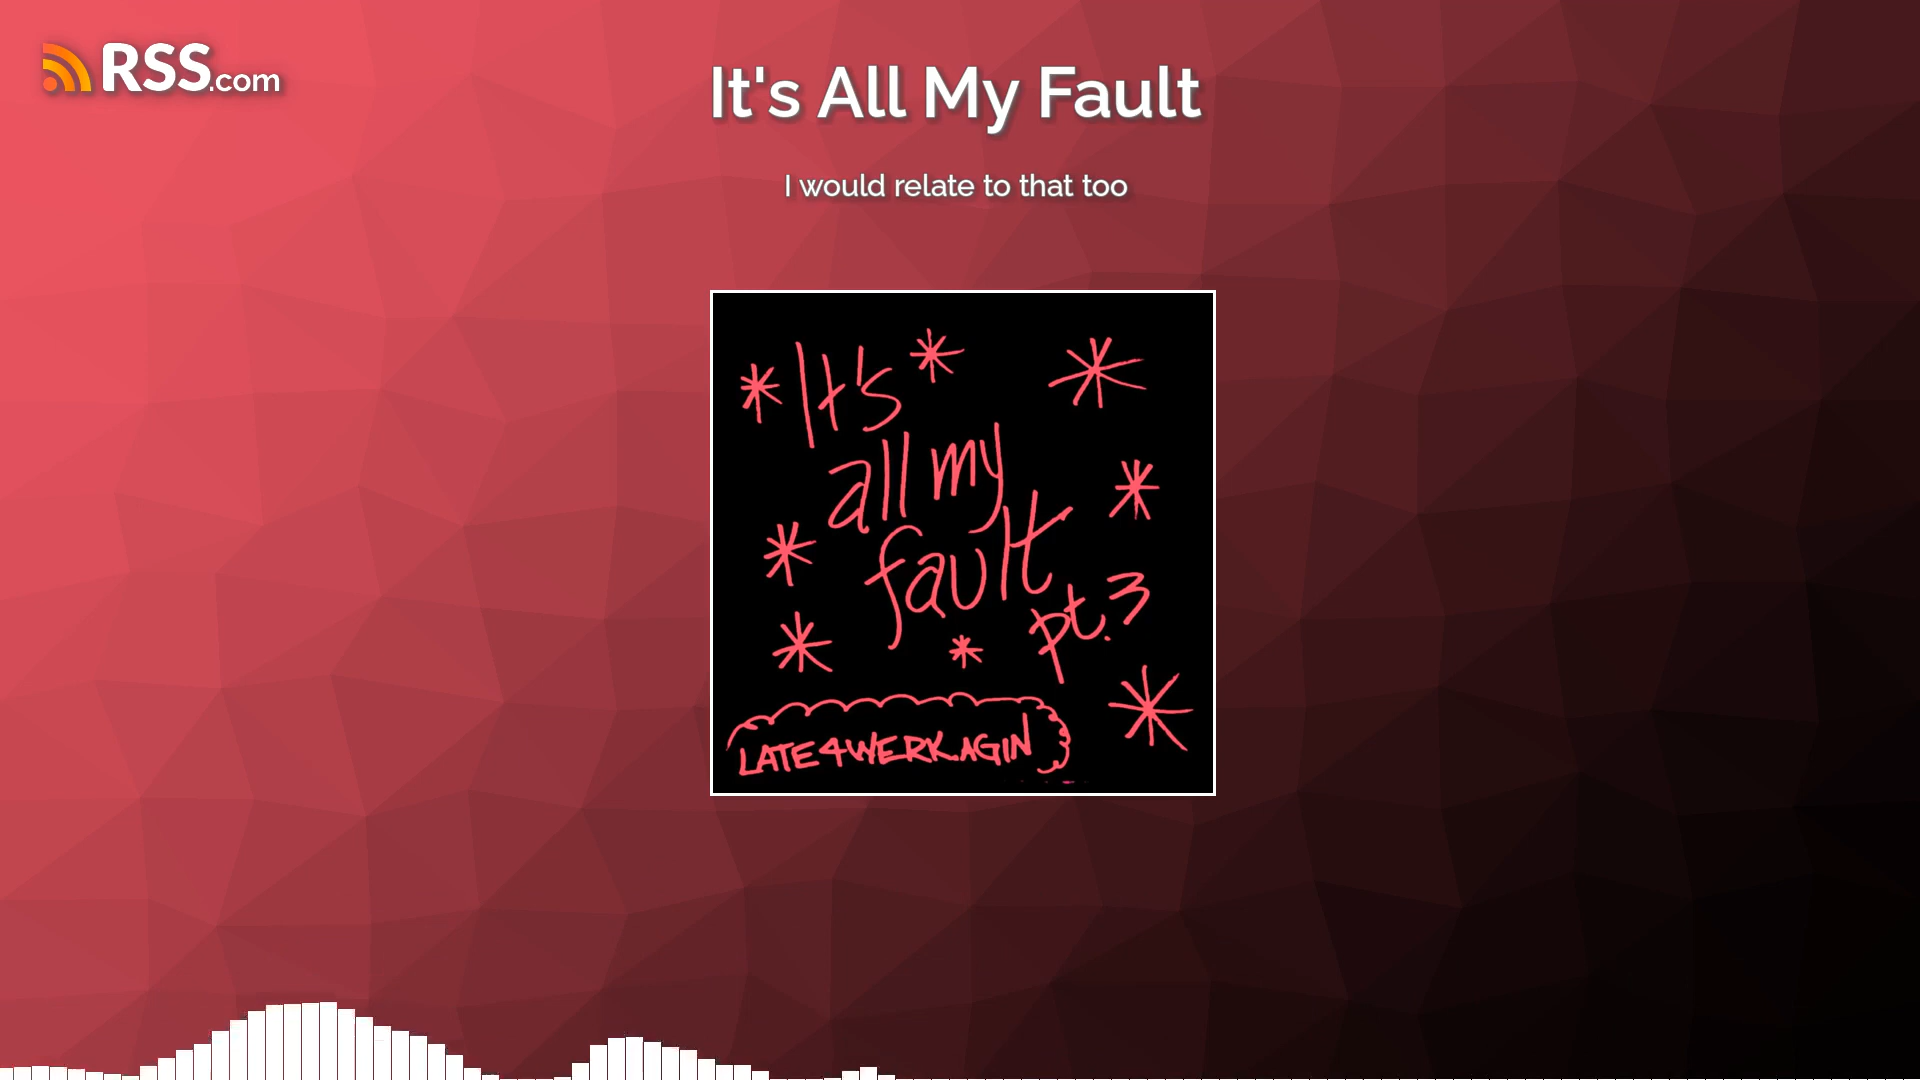 RSS.com
It's All My Fault
I would relate to that too
It's
all my
fault
pt.3
LATE4WERKAGIN